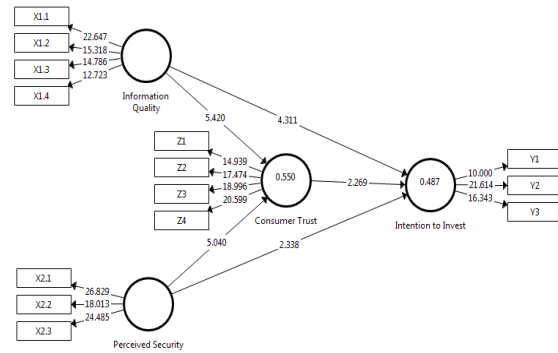 X1.1
X1.2
X1.3
X1.4
22.647
15.318
14.786
12.723
Information
Quality
5.420
4.311
Z1
Z2
Z3
Z4
14.939
17.474
18.996
20.599
0.550
Consumer Trust
2.269
0.487
Intention to Invest
10.000
21.614
16.343
Y1
Y2
Y3
5.040
2.338
X2.1
X2.2
X2.3
26.829
18.013
24.485
Perceived Security